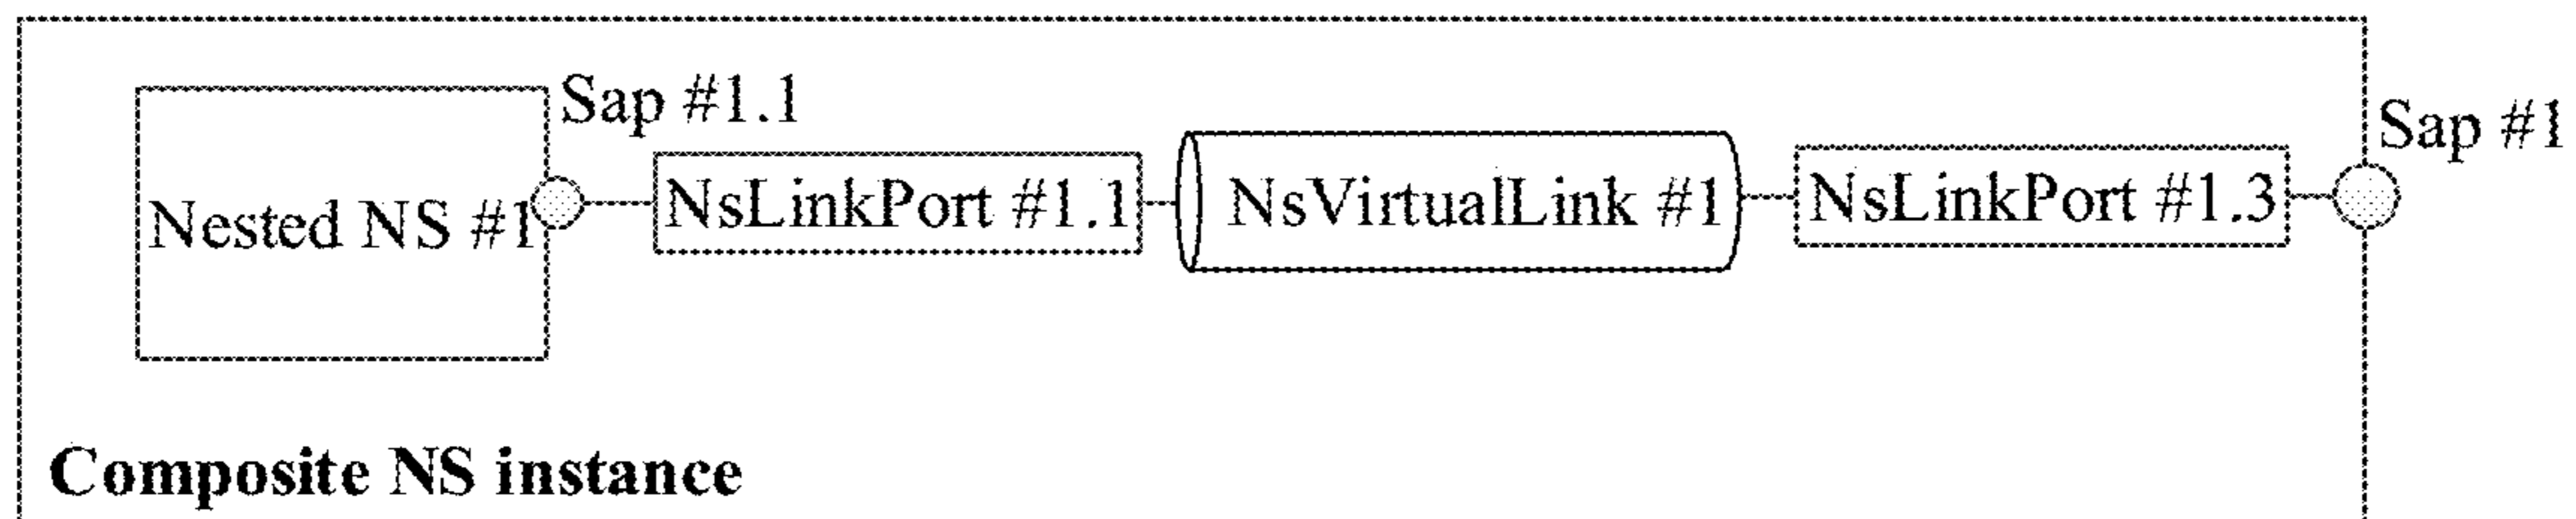 Sap #1.1
Sap #1
Nested NS #1
NsLinkPort #1.1
NsVirtualLink #1
NsLinkPort #1.3
Composite NS instance